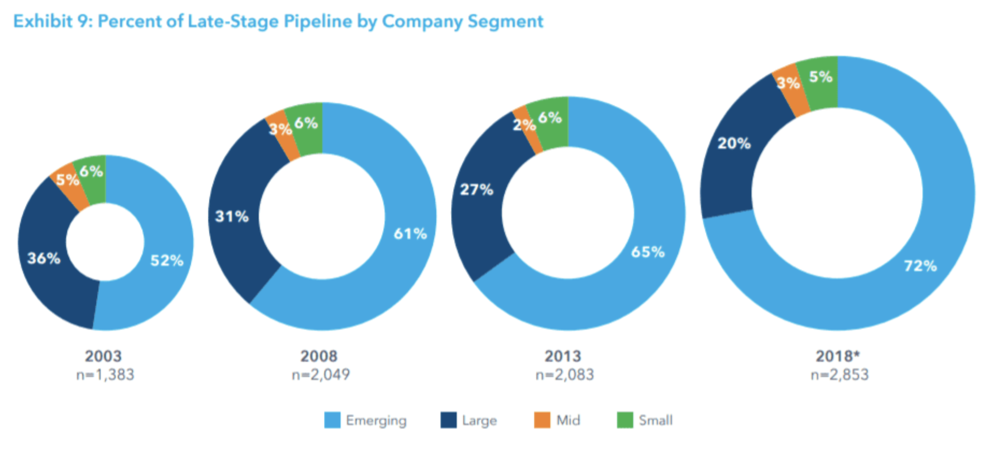 Exhibit 9: Percent of Late-Stage Pipeline by Company Segment
6%
5%
36%
52%
2003
n=1,383
6%
3%
31%
61%
2008
n=2,049
6%
2%
27%
65%
2013
n=2,083
5%
3%
20%
72%
2018*
n=2,853
Emerging
Large
Mid
Small